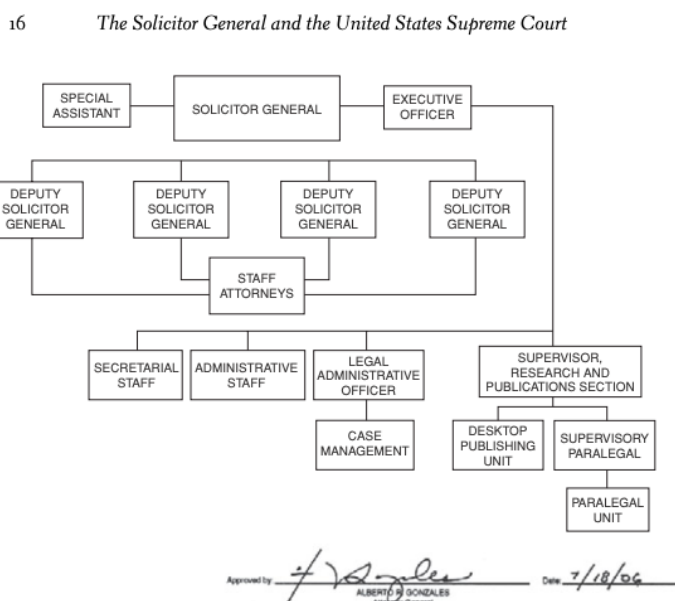 16 The Solicitor General and the United States Supreme Court
SPECIAL
ASSISTANT
SOLICITOR GENERAL
EXECUTIVE
OFFICER
DEPUTY
SOLICITOR
GENERAL
DEPUTY
SOLICITOR
GENERAL
DEPUTY
SOLICITOR
GENERAL
DEPUTY
SOLICITOR
GENERAL
STAFF
ATTORNEYS
SECRETARIAL
STAFF
ADMINISTRATIVE
STAFF
LEGAL
ADMINISTRATIVE
OFFICER
SUPERVISOR,
RESEARCH AND
PUBLICATIONS SECTION
CASE
MANAGEMENT
DESKTOP
PUBLISHING
UNIT
SUPERVISORY
PARALEGAL
PARALEGAL
UNIT
Approved by: Date: 7/18/06
ALBERTO R. GONZALES